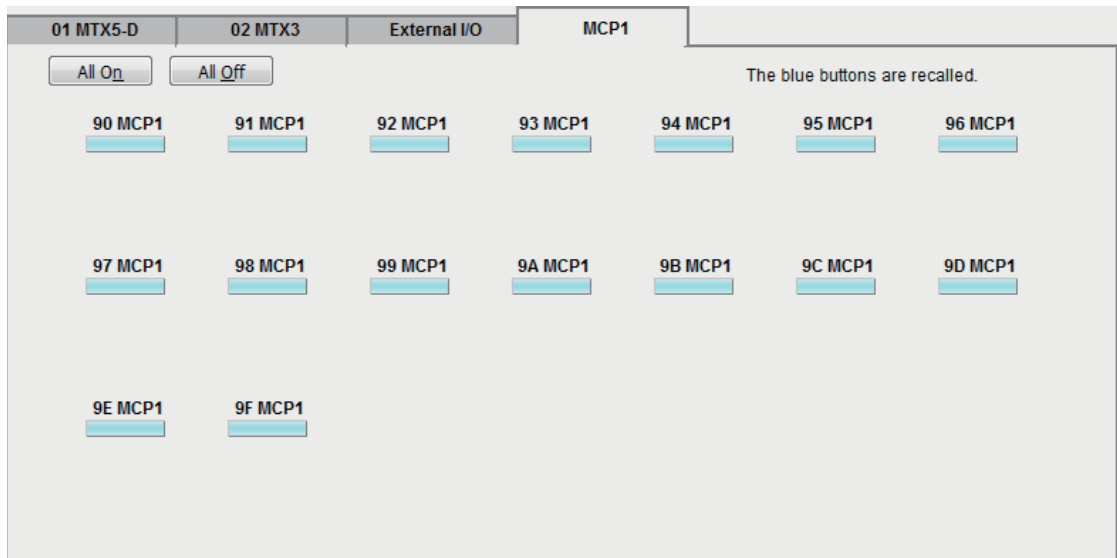 01 MTX5-D 02 MTX3 External I/O MCP1
All On All Off The blue buttons are recalled.
90 MCP1 91 MCP1 92 MCP1 93 MCP1 94 MCP1 95 MCP1 96 MCP1
97 MCP1 98 MCP1 99 MCP1 9A MCP1 9B MCP1 9C MCP1 9D MCP1
9E MCP1 9F MCP1